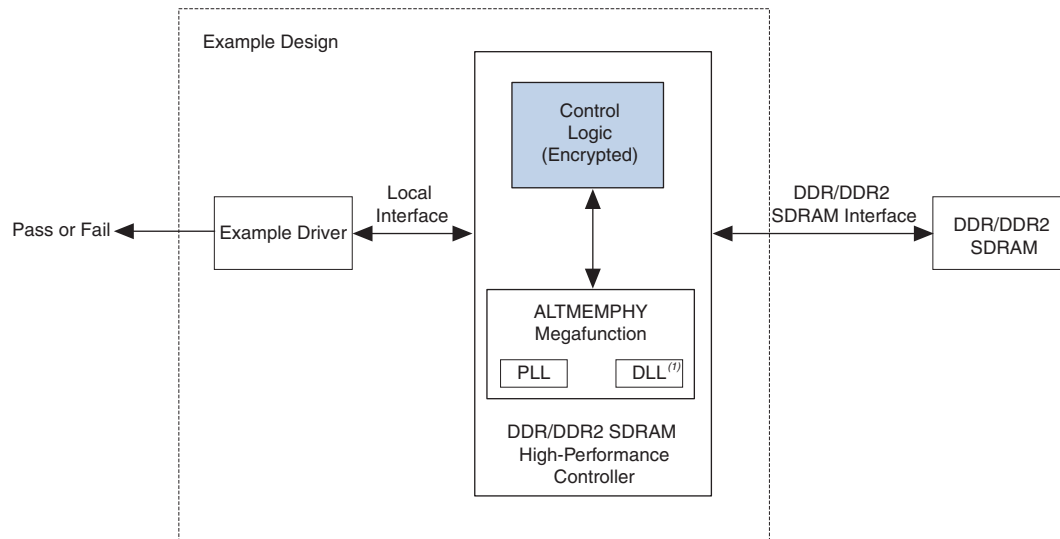 Example Design
Control
Logic
(Encrypted)
Local
Interface
DDR/DDR2
SDRAM Interface
Pass or Fail
Example Driver
DDR/DDR2
SDRAM
ALTMEMPHY
Megafunction
PLL
DLL(1)
DDR/DDR2 SDRAM
High-Performance
Controller